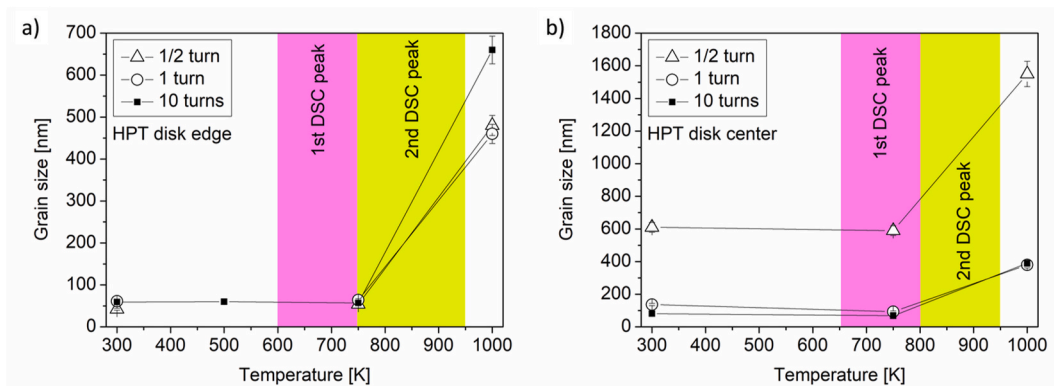 a)
700
600
500
400
300
200
100
0
Grain size [nm]
1/2 turn
1 turn
10 turns
HPT disk edge
1st DSC peak
2nd DSC peak
300 400 500 600 700 800 900 1000
Temperature [K]
b)
1800
1600
1400
1200
1000
800
600
400
200
0
Grain size [nm]
1/2 turn
1 turn
10 turns
HPT disk center
1st DSC peak
2nd DSC peak
300 400 500 600 700 800 900 1000
Temperature [K]